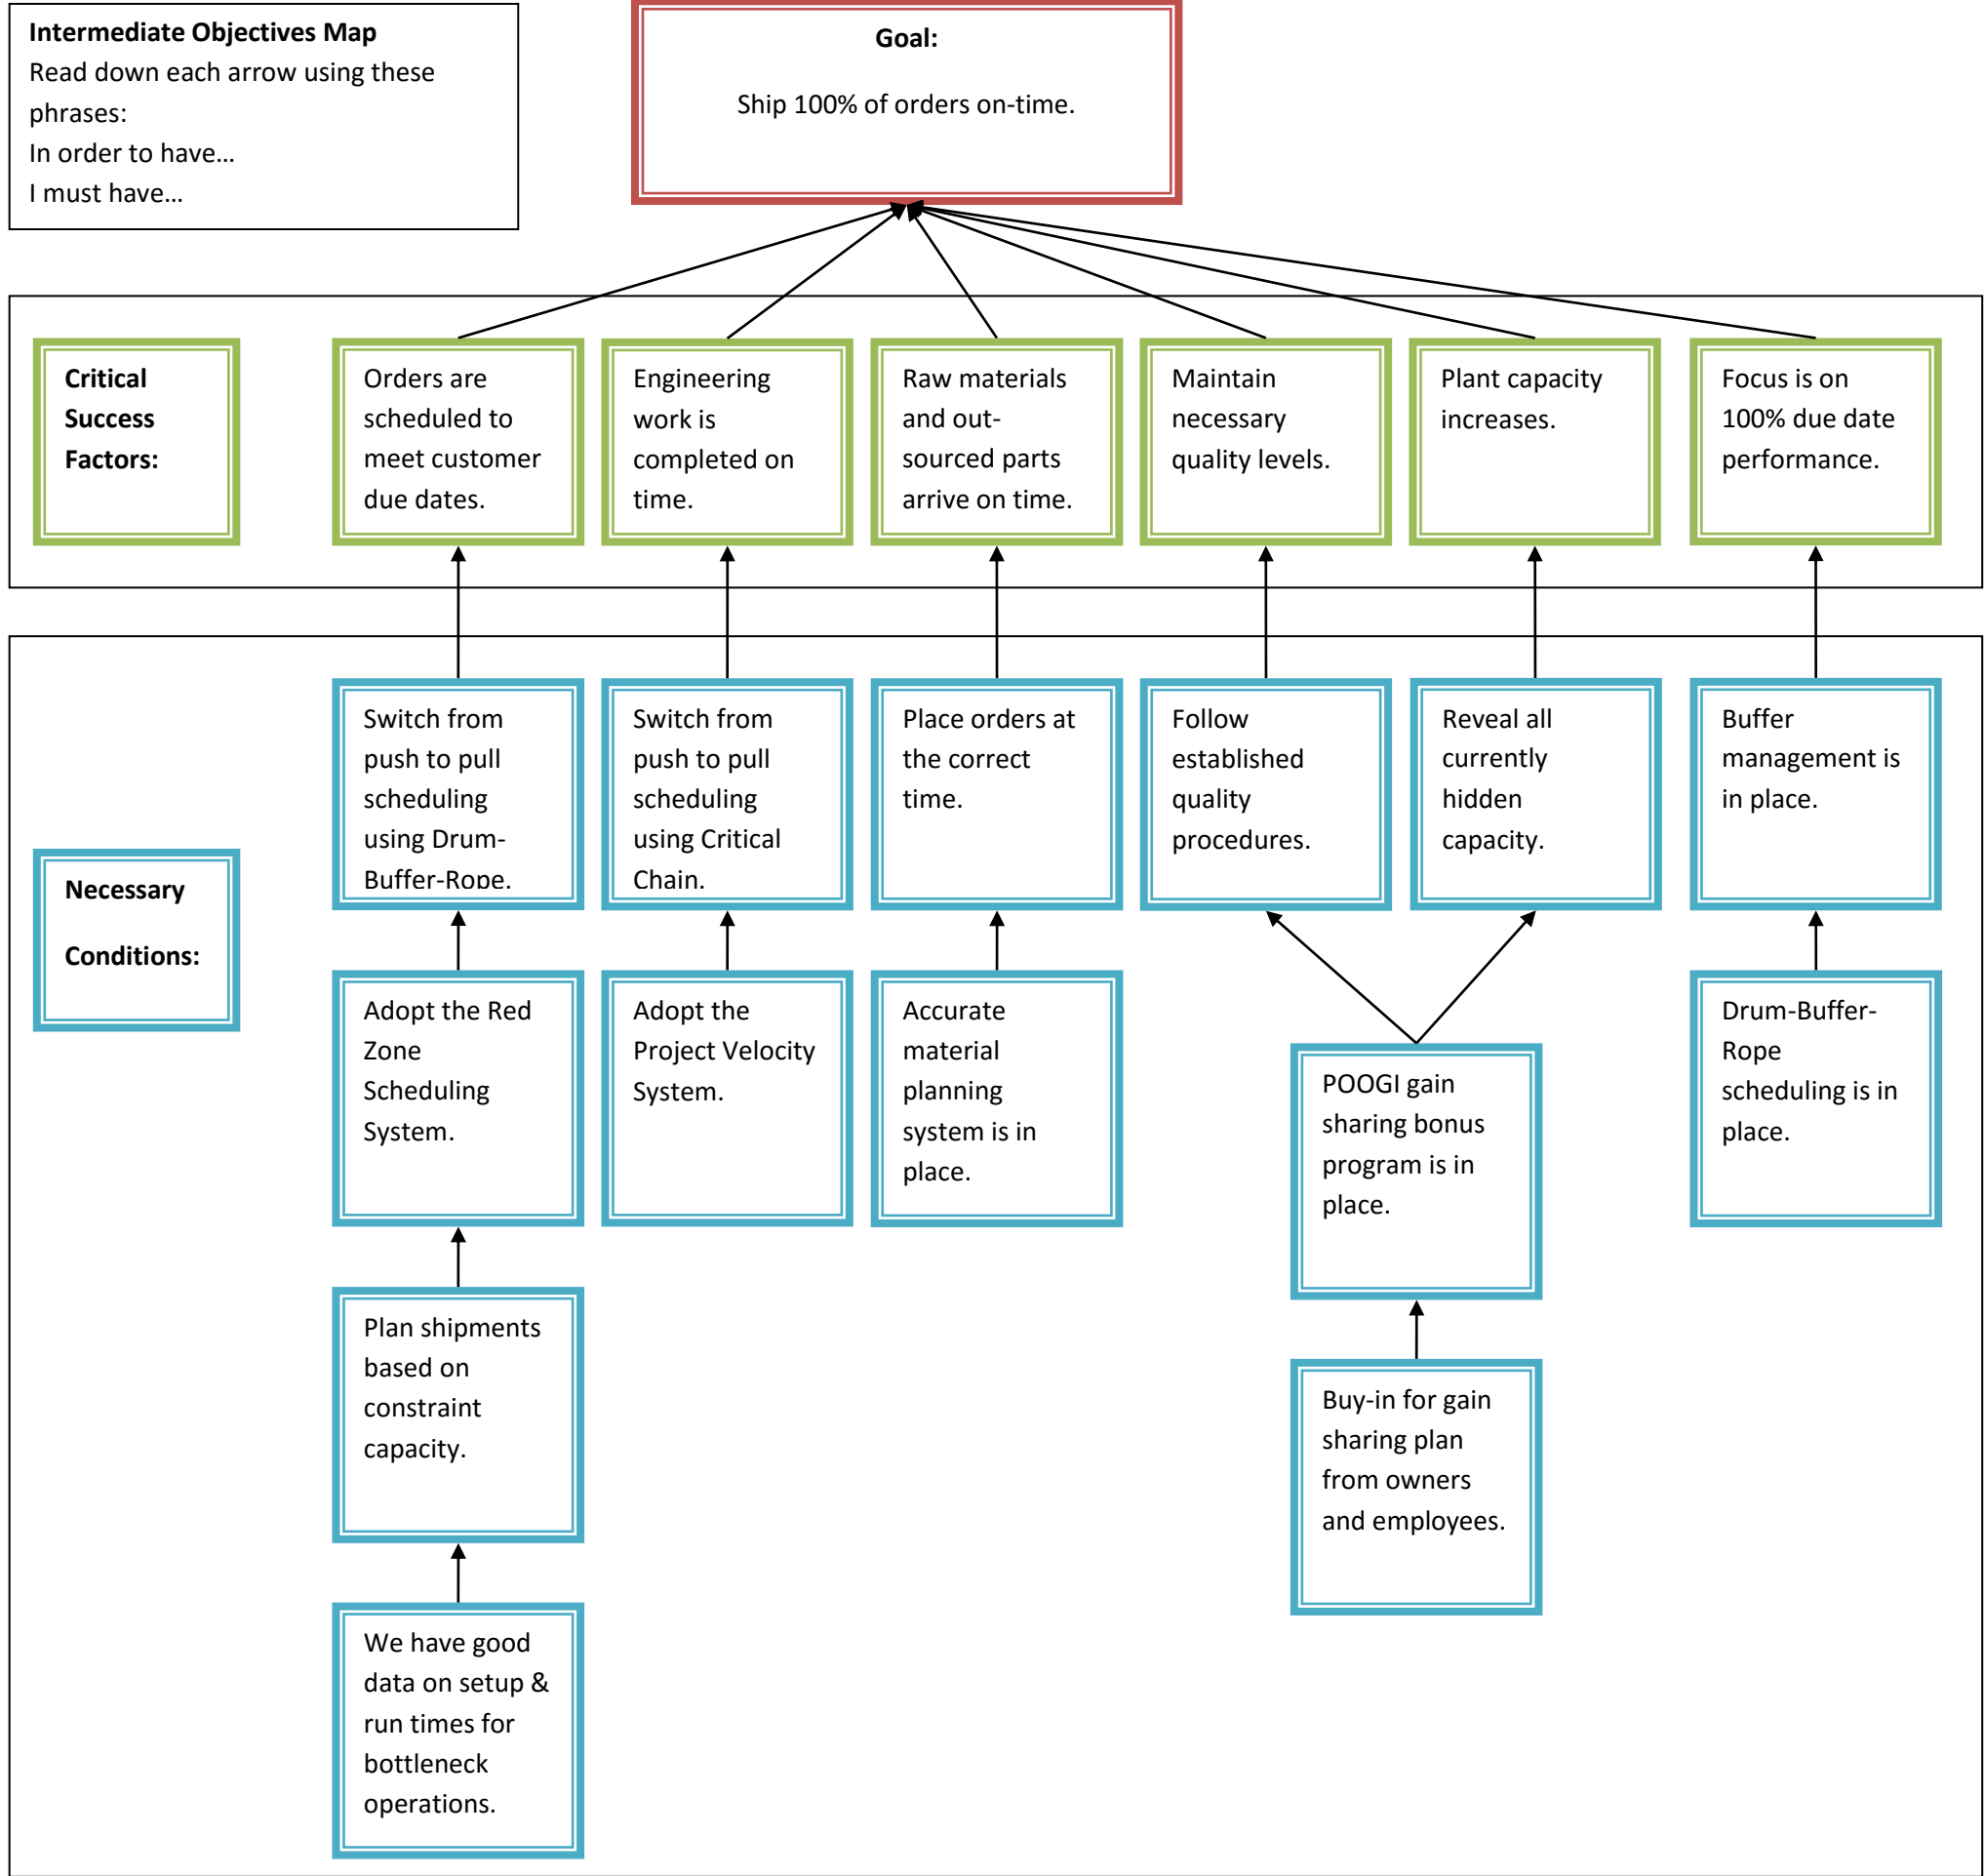 Intermediate Objectives Map
Read down each arrow using these
phrases:
In order to have…
I must have…
Goal:
Ship 100% of orders on-time.
Critical
Success
Factors:
Orders are
scheduled to
meet customer
due dates.
Engineering
work is
completed on
time.
Raw materials
and out-
sourced parts
arrive on time.
Maintain
necessary
quality levels.
Plant capacity
increases.
Focus is on
100% due date
performance.
Necessary
Conditions:
Switch from
push to pull
scheduling
using Drum-
Buffer-Rope.
Switch from
push to pull
scheduling
using Critical
Chain.
Place orders at
the correct
time.
Follow
established
quality
procedures.
Reveal all
currently
hidden
capacity.
Buffer
management is
in place.
Adopt the Red
Zone
Scheduling
System.
Adopt the
Project Velocity
System.
Accurate
material
planning
system is in
place.
POOGI gain
sharing bonus
program is in
place.
Drum-Buffer-
Rope
scheduling is in
place.
Plan shipments
based on
constraint
capacity.
Buy-in for gain
sharing plan
from owners
and employees.
We have good
data on setup &
run times for
bottleneck
operations.